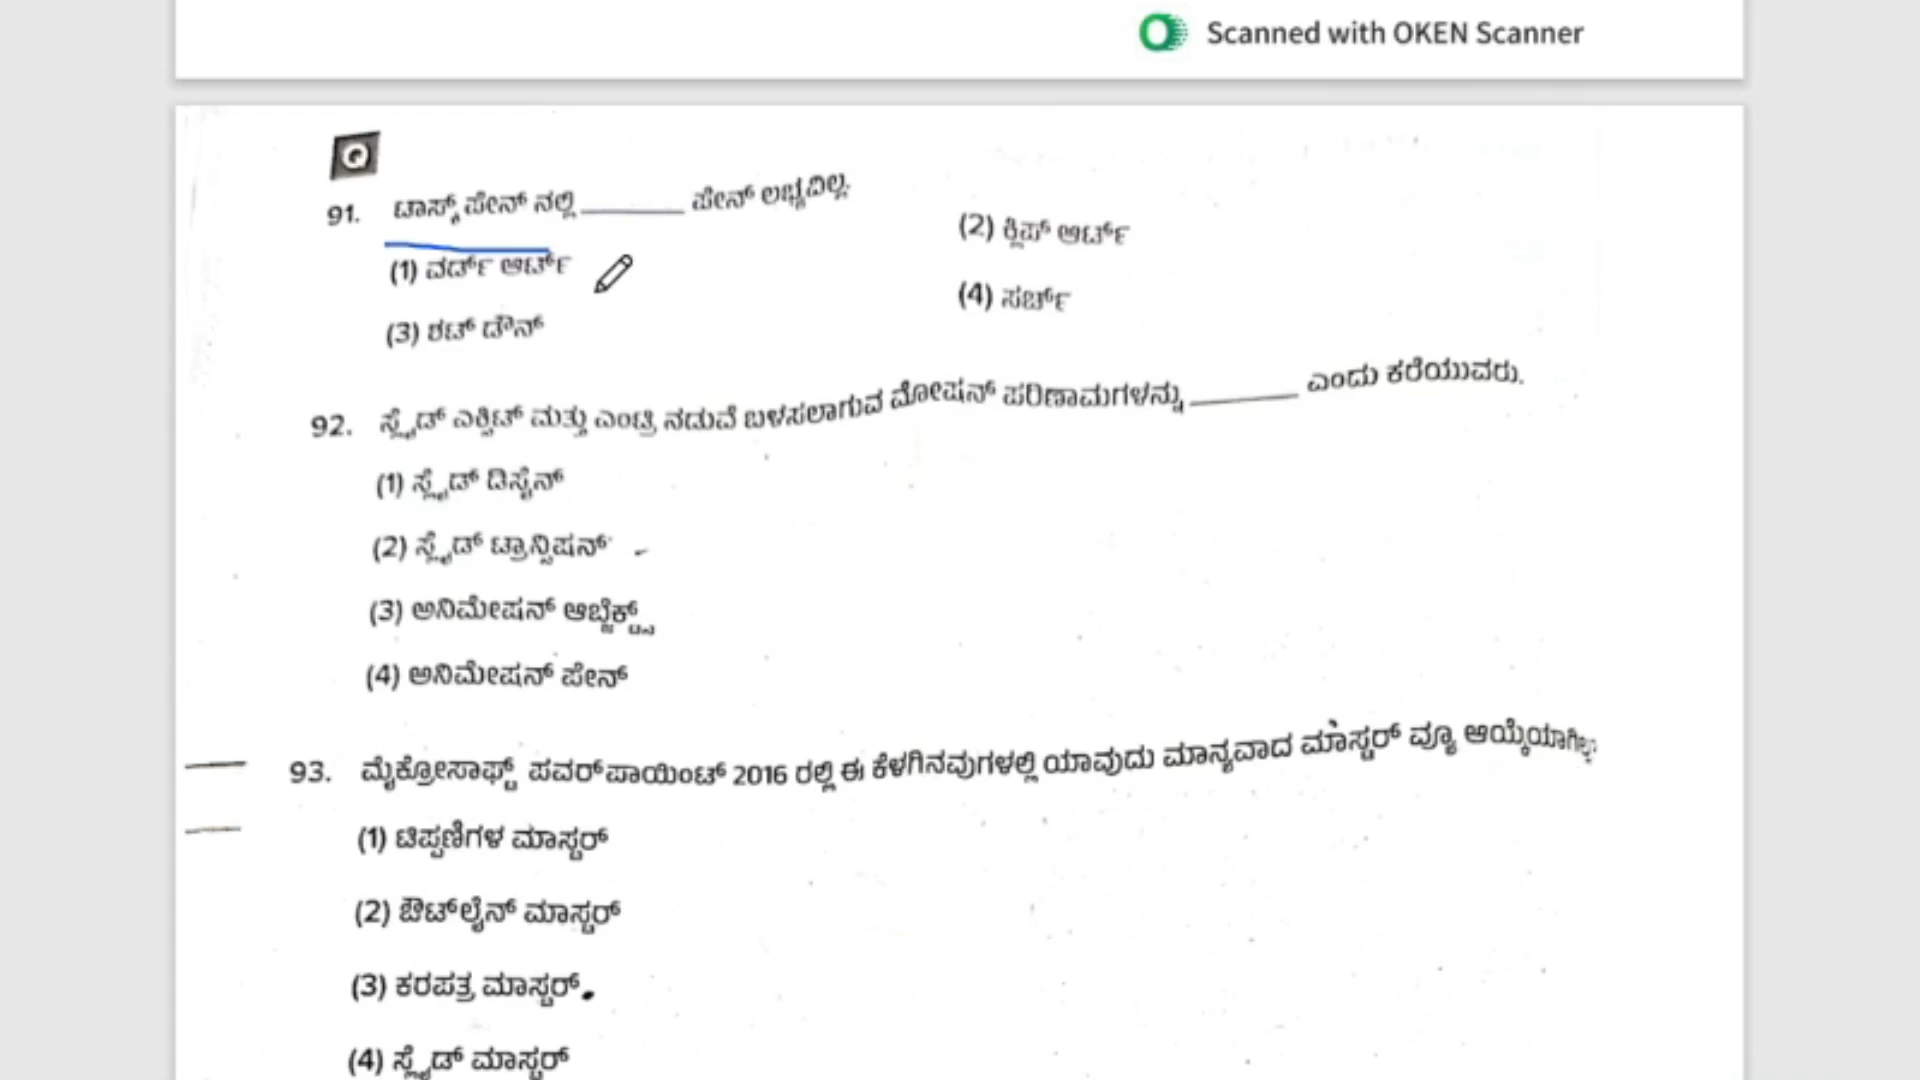 Scanned with OKEN Scanner
Q
91. ಟಾಸ್ಕ್ ಪೇನ್ ನಲ್ಲಿ ______ ಪೇನ್ ಲಭ್ಯವಿಲ್ಲ.
(1) ವರ್ಡ್ ಆರ್ಟ್
(2) ಕ್ಲಿಪ್ ಆರ್ಟ್
(3) ಶಟ್ ಡೌನ್
(4) ಸರ್ಚ್
92. ಸ್ಲೈಡ್ ಎಕ್ಸಿಟ್ ಮತ್ತು ಎಂಟ್ರಿ ನಡುವೆ ಬಳಸಲಾಗುವ ಮೋಷನ್ ಪರಿಣಾಮಗಳನ್ನು ______ ಎಂದು ಕರೆಯುವರು.
(1) ಸ್ಲೈಡ್ ಡಿಸೈನ್
(2) ಸ್ಲೈಡ್ ಟ್ರಾನ್ಸಿಷನ್
(3) ಅನಿಮೇಷನ್ ಆಬ್ಜೆಕ್ಟ್ಸ್
(4) ಅನಿಮೇಷನ್ ಪೇನ್
93. ಮೈಕ್ರೋಸಾಫ್ಟ್ ಪವರ್‌ಪಾಯಿಂಟ್ 2016 ರಲ್ಲಿ ಈ ಕೆಳಗಿನವುಗಳಲ್ಲಿ ಯಾವುದು ಮಾನ್ಯವಾದ ಮಾಸ್ಟರ್ ವ್ಯೂ ಆಯ್ಕೆಯಾಗಿಲ್ಲ
(1) ಟಿಪ್ಪಣಿಗಳ ಮಾಸ್ಟರ್
(2) ಔಟ್‌ಲೈನ್ ಮಾಸ್ಟರ್
(3) ಕರಪತ್ರ ಮಾಸ್ಟರ್
(4) ಸ್ಲೈಡ್ ಮಾಸ್ಟರ್